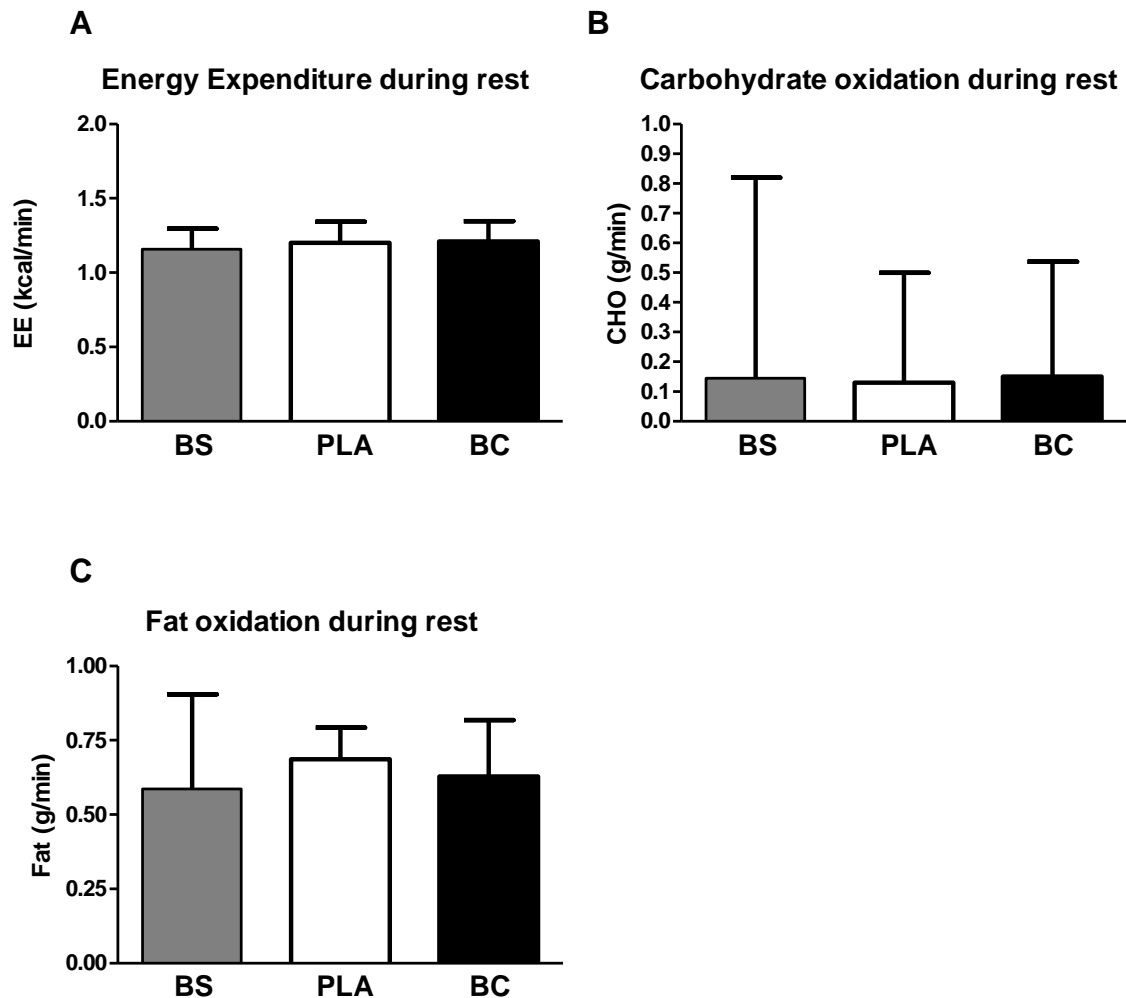 A
Energy Expenditure during rest
EE (kcal/min)
2.0
1.5
1.0
0.5
0.0
BS PLA BC
B
Carbohydrate oxidation during rest
CHO (g/min)
1.0
0.9
0.8
0.7
0.6
0.5
0.4
0.3
0.2
0.1
0.0
BS PLA BC
C
Fat oxidation during rest
Fat (g/min)
1.00
0.75
0.50
0.25
0.00
BS PLA BC